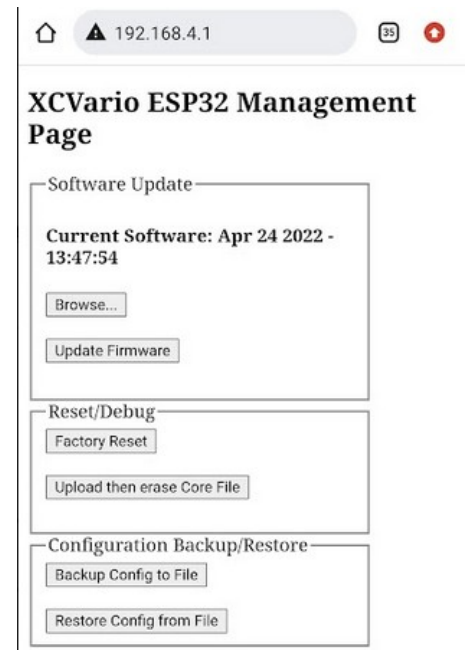 192.168.4.1
35
XCVario ESP32 Management
Page
Software Update
Current Software: Apr 24 2022 -
13:47:54
Browse...
Update Firmware
Reset/Debug
Factory Reset
Upload then erase Core File
Configuration Backup/Restore
Backup Config to File
Restore Config from File